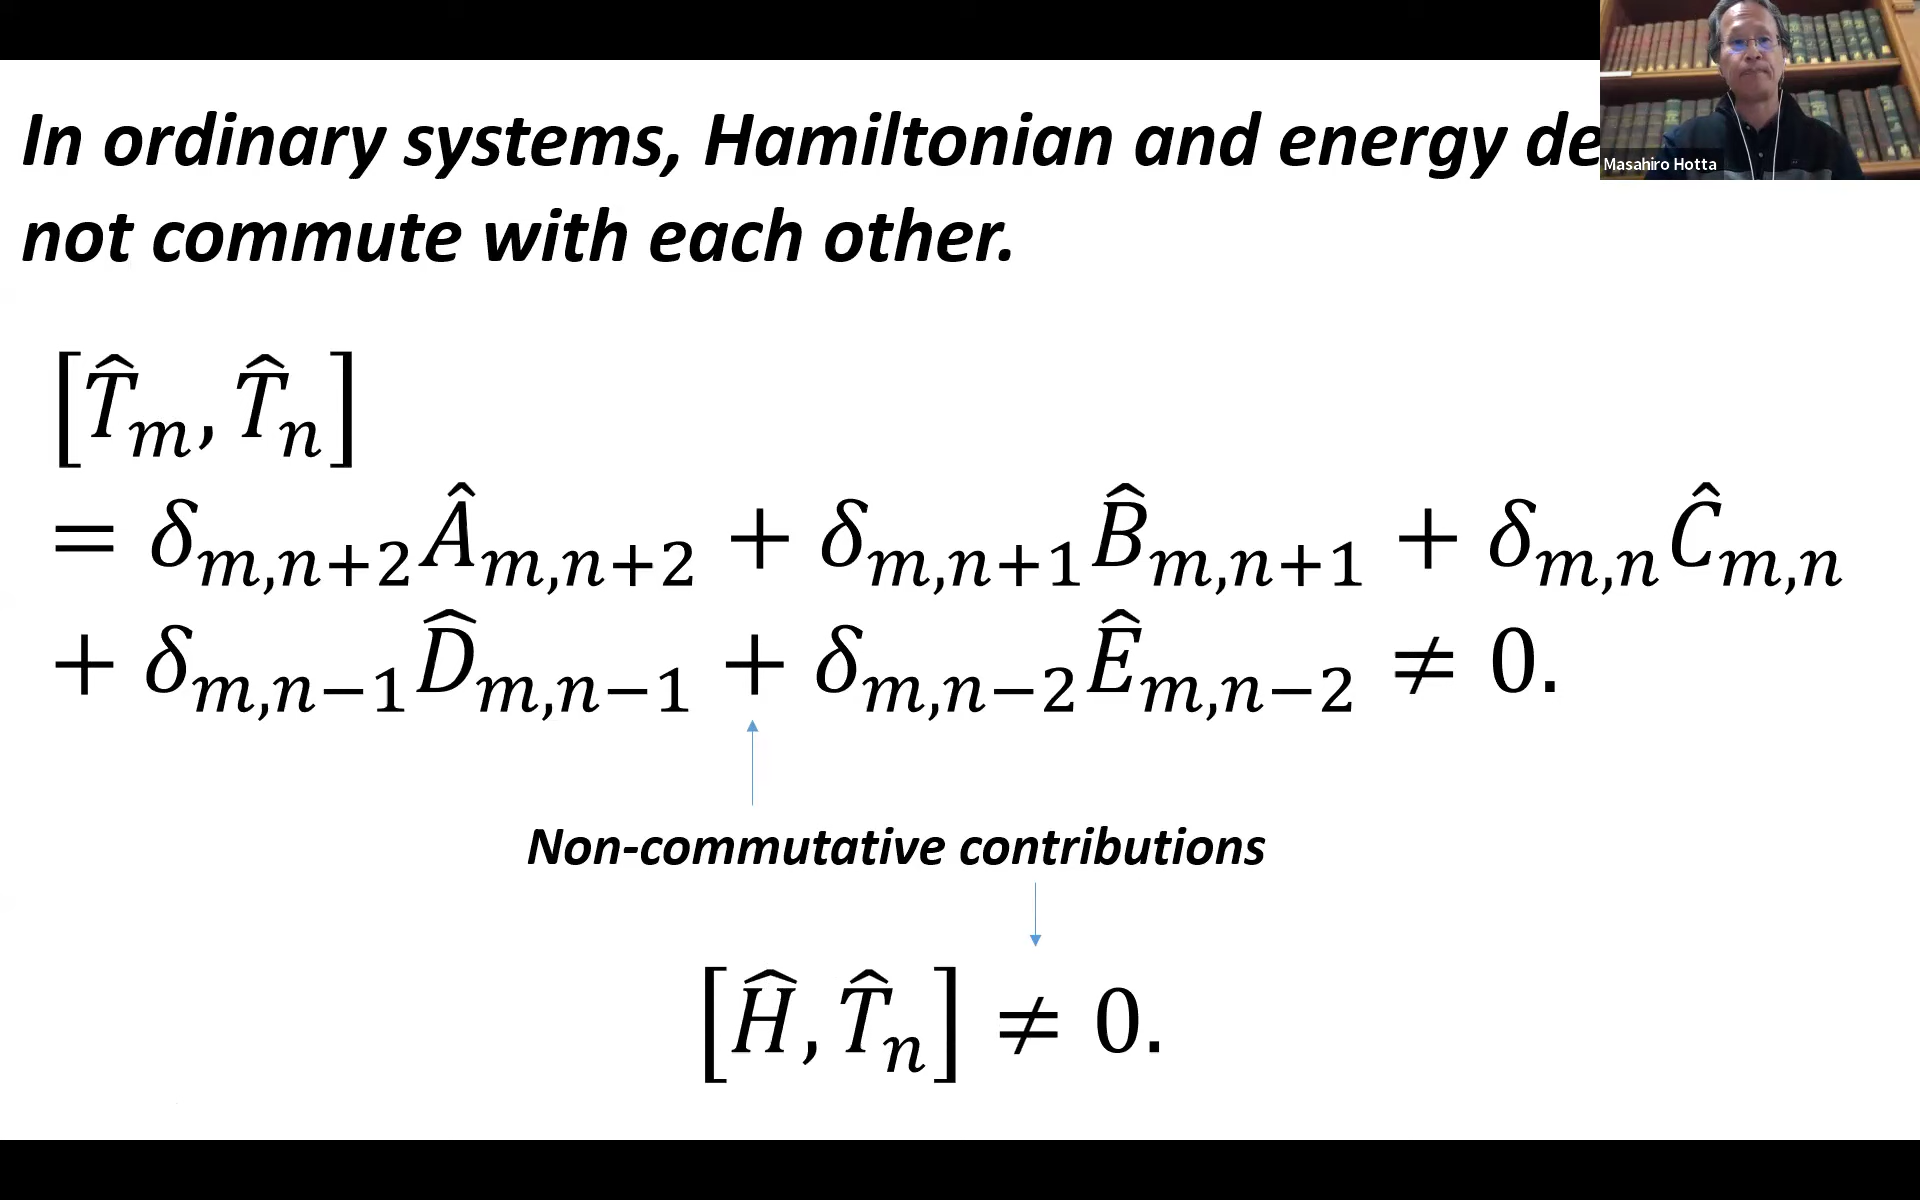 In ordinary systems, Hamiltonian and energy de
Masahiro Hotta
not commute with each other.
[T̂_m, T̂_n]
= δ_{m,n+2}Â_{m,n+2} + δ_{m,n+1}B̂_{m,n+1} + δ_{m,n}Ĉ_{m,n}
+ δ_{m,n−1}D̂_{m,n−1} + δ_{m,n−2}Ê_{m,n−2} ≠ 0.
Non-commutative contributions
[Ĥ, T̂_n] ≠ 0.